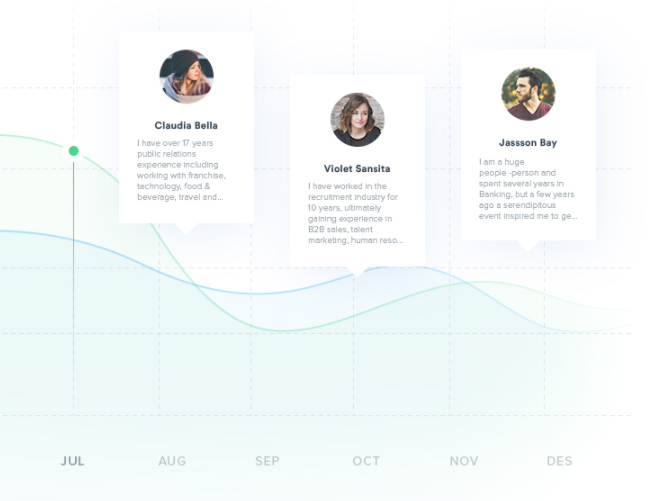 Claudia Bella
I have over 17 years
public relations
experience including
working with franchise,
technology, food &
beverage, travel and...
Violet Sansita
I have worked in the
recruitment industry for
10 years, ultimately
gaining experience in
B2B sales, talent
marketing, human reso...
Jassson Bay
I am a huge
people -person and
spent several years in
Banking, but a few years
ago a serendipitous
event inspired me to ge...
JUL
AUG
SEP
OCT
NOV
DES